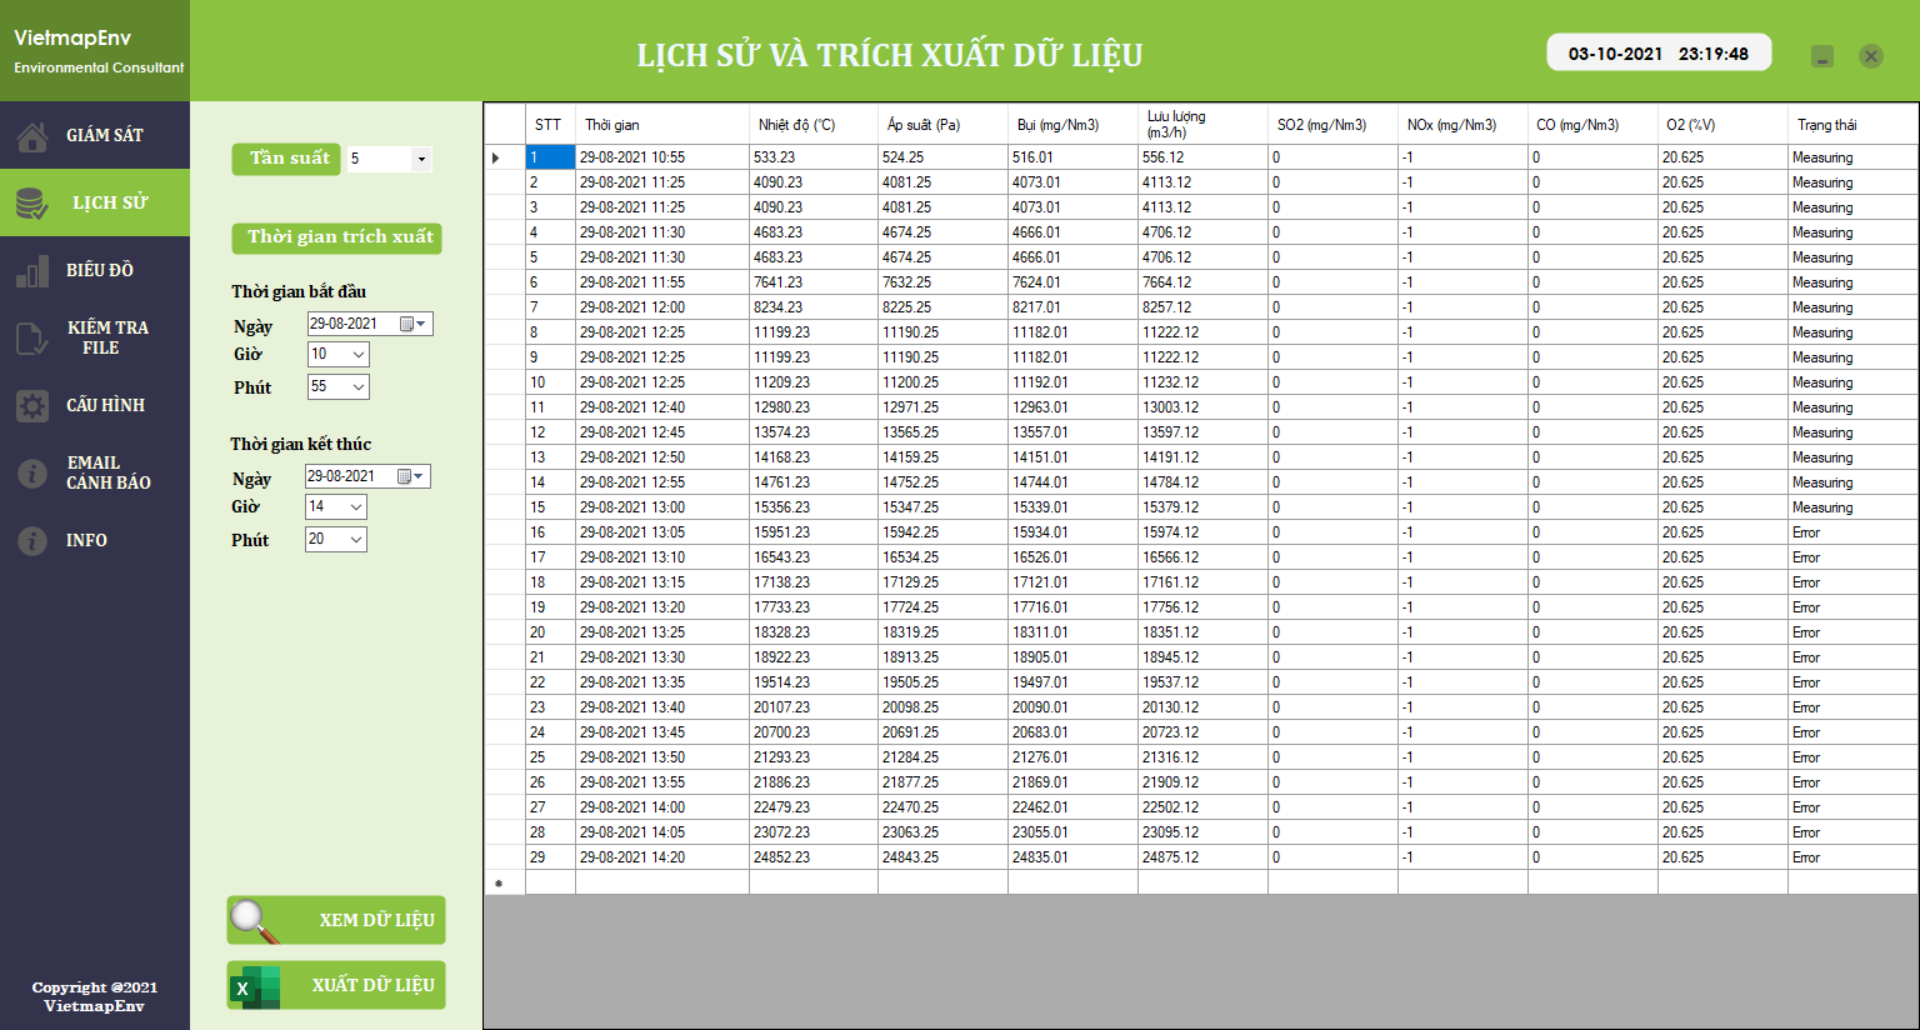 VietmapEnv
Environmental Consultant
LỊCH SỬ VÀ TRÍCH XUẤT DỮ LIỆU
03-10-2021 23:19:48
GIÁM SÁT
LỊCH SỬ
BIỂU ĐỒ
KIỂM TRA
FILE
CẤU HÌNH
EMAIL
CẢNH BÁO
INFO
Copyright @2021
VietmapEnv
Tần suất 5
Thời gian trích xuất
Thời gian bắt đầu
Ngày 29-08-2021
Giờ 10
Phút 55
Thời gian kết thúc
Ngày 29-08-2021
Giờ 14
Phút 20
XEM DỮ LIỆU
XUẤT DỮ LIỆU
STT Thời gian Nhiệt độ (°C) Áp suất (Pa) Bụi (mg/Nm3) Lưu lượng (m3/h) SO2 (mg/Nm3) NOx (mg/Nm3) CO (mg/Nm3) O2 (%V) Trạng thái
1 29-08-2021 10:55 533.23 524.25 516.01 556.12 0 -1 0 20.625 Measuring
2 29-08-2021 11:25 4090.23 4081.25 4073.01 4113.12 0 -1 0 20.625 Measuring
3 29-08-2021 11:25 4090.23 4081.25 4073.01 4113.12 0 -1 0 20.625 Measuring
4 29-08-2021 11:30 4683.23 4674.25 4666.01 4706.12 0 -1 0 20.625 Measuring
5 29-08-2021 11:30 4683.23 4674.25 4666.01 4706.12 0 -1 0 20.625 Measuring
6 29-08-2021 11:55 7641.23 7632.25 7624.01 7664.12 0 -1 0 20.625 Measuring
7 29-08-2021 12:00 8234.23 8225.25 8217.01 8257.12 0 -1 0 20.625 Measuring
8 29-08-2021 12:25 11199.23 11190.25 11182.01 11222.12 0 -1 0 20.625 Measuring
9 29-08-2021 12:25 11199.23 11190.25 11182.01 11222.12 0 -1 0 20.625 Measuring
10 29-08-2021 12:25 11209.23 11200.25 11192.01 11232.12 0 -1 0 20.625 Measuring
11 29-08-2021 12:40 12980.23 12971.25 12963.01 13003.12 0 -1 0 20.625 Measuring
12 29-08-2021 12:45 13574.23 13565.25 13557.01 13597.12 0 -1 0 20.625 Measuring
13 29-08-2021 12:50 14168.23 14159.25 14151.01 14191.12 0 -1 0 20.625 Measuring
14 29-08-2021 12:55 14761.23 14752.25 14744.01 14784.12 0 -1 0 20.625 Measuring
15 29-08-2021 13:00 15356.23 15347.25 15339.01 15379.12 0 -1 0 20.625 Measuring
16 29-08-2021 13:05 15951.23 15942.25 15934.01 15974.12 0 -1 0 20.625 Error
17 29-08-2021 13:10 16543.23 16534.25 16526.01 16566.12 0 -1 0 20.625 Error
18 29-08-2021 13:15 17138.23 17129.25 17121.01 17161.12 0 -1 0 20.625 Error
19 29-08-2021 13:20 17733.23 17724.25 17716.01 17756.12 0 -1 0 20.625 Error
20 29-08-2021 13:25 18328.23 18319.25 18311.01 18351.12 0 -1 0 20.625 Error
21 29-08-2021 13:30 18922.23 18913.25 18905.01 18945.12 0 -1 0 20.625 Error
22 29-08-2021 13:35 19514.23 19505.25 19497.01 19537.12 0 -1 0 20.625 Error
23 29-08-2021 13:40 20107.23 20098.25 20090.01 20130.12 0 -1 0 20.625 Error
24 29-08-2021 13:45 20700.23 20691.25 20683.01 20723.12 0 -1 0 20.625 Error
25 29-08-2021 13:50 21293.23 21284.25 21276.01 21316.12 0 -1 0 20.625 Error
26 29-08-2021 13:55 21886.23 21877.25 21869.01 21909.12 0 -1 0 20.625 Error
27 29-08-2021 14:00 22479.23 22470.25 22462.01 22502.12 0 -1 0 20.625 Error
28 29-08-2021 14:05 23072.23 23063.25 23055.01 23095.12 0 -1 0 20.625 Error
29 29-08-2021 14:20 24852.23 24843.25 24835.01 24875.12 0 -1 0 20.625 Error